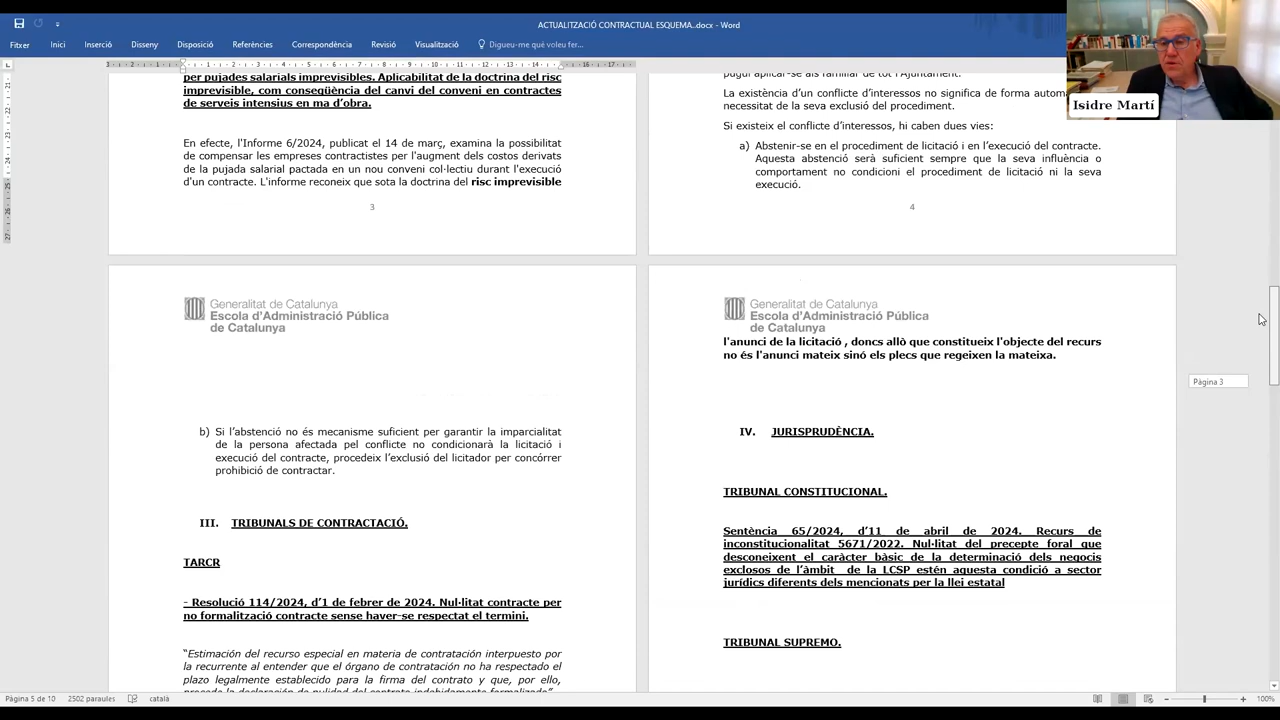 ACTUALITZACIÓ CONTRACTUAL ESQUEMA..docx - Word
Fitxer Inici Inserció Disseny Disposició Referències Correspondència Revisió Visualització Digueu-me què voleu fer...
Isidre Martí
per pujades salarials imprevisibles. Aplicabilitat de la doctrina del risc
imprevisible, com conseqüència del canvi del conveni en contractes
de serveis intensius en ma d’obra.
En efecte, l'Informe 6/2024, publicat el 14 de març, examina la possibilitat
de compensar les empreses contractistes per l'augment dels costos derivats
de la pujada salarial pactada en un nou conveni col·lectiu durant l'execució
d'un contracte. L'informe reconeix que sota la doctrina del risc imprevisible
3
pugui aplicar-se als familiar de tot l’Ajuntament.
La existència d’un conflicte d’interessos no significa de forma
necessitat de la seva exclusió del procediment.
Si existeix el conflicte d’interessos, hi caben dues vies:
a) Abstenir-se en el procediment de licitació i en l’execució del contracte.
Aquesta abstenció serà suficient sempre que la seva influència o
comportament no condicioni el procediment de licitació ni la seva
execució.
4
Generalitat de Catalunya
Escola d’Administració Pública
de Catalunya
b) Si l’abstenció no és mecanisme suficient per garantir la imparcialitat
de la persona afectada pel conflicte no condicionarà la licitació i
execució del contracte, procedeix l’exclusió del licitador per concórrer
prohibició de contractar.
III. TRIBUNALS DE CONTRACTACIÓ.
TARCR
- Resolució 114/2024, d’1 de febrer de 2024. Nul·litat contracte per
no formalització contracte sense haver-se respectat el termini.
“Estimación del recurso especial en materia de contratación interpuesto por
la recurrente al entender que el órgano de contratación no ha respectado el
plazo legalmente establecido para la firma del contrato y que, por ello,
procede la declaración de nulidad del contrato indebidamente formalizado”
Generalitat de Catalunya
Escola d’Administració Pública
de Catalunya
l'anunci de la licitació , doncs allò que constitueix l'objecte del recurs
no és l'anunci mateix sinó els plecs que regeixen la mateixa.
IV. JURISPRUDÈNCIA.
TRIBUNAL CONSTITUCIONAL.
Sentència 65/2024, d’11 de abril de 2024. Recurs de
inconstitucionalitat 5671/2022. Nul·litat del precepte foral que
desconeixent el caràcter bàsic de la determinació dels negocis
exclosos de l’àmbit de la LCSP estén aquesta condició a sector
jurídics diferents dels mencionats per la llei estatal
TRIBUNAL SUPREMO.
Pàgina 3
Pàgina 5 de 10 2502 paraules català 100%